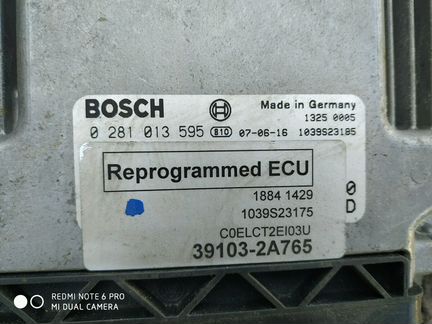 BOSCH Made in Germany
1325 0005
0 281 013 595 B10 07-06-16 1039S23185
Reprogrammed ECU
1884 1429 0
1039S23175 D
C0ELCT2EI03U
39103-2A765
REDMI NOTE 6 PRO
MI DUAL CAMERA